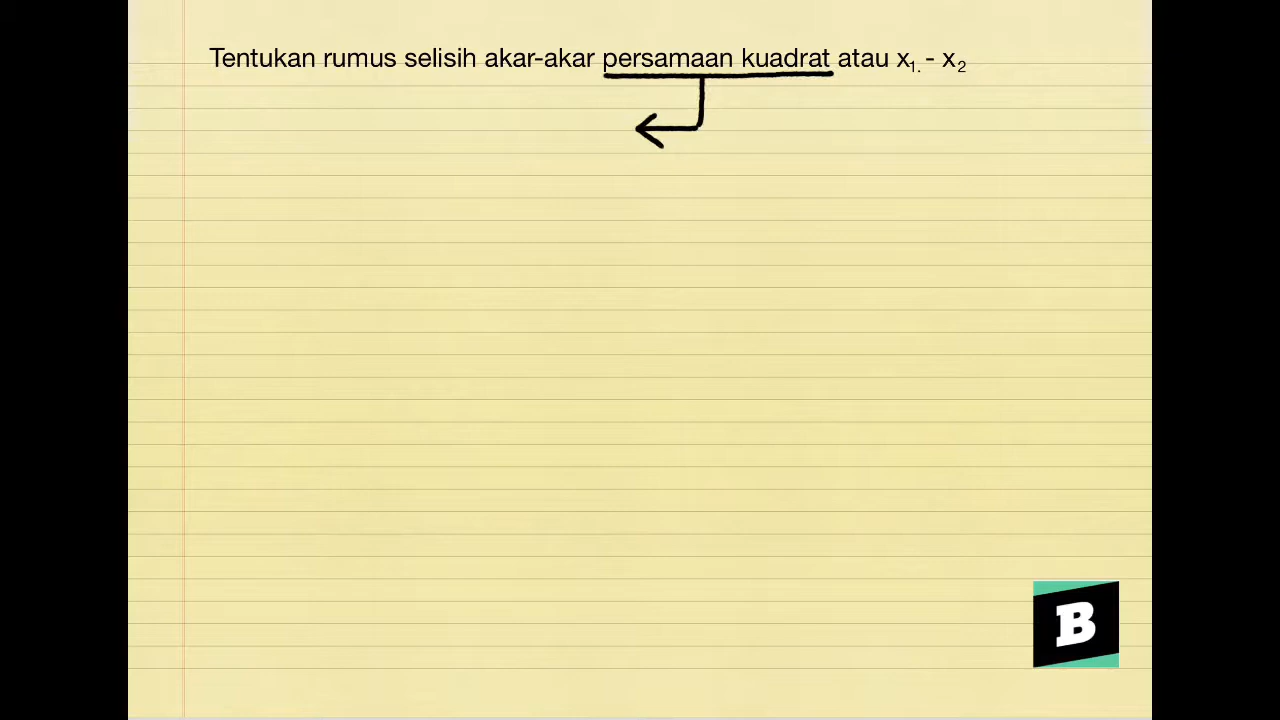 Tentukan rumus selisih akar-akar persamaan kuadrat atau x₁. - x₂
B